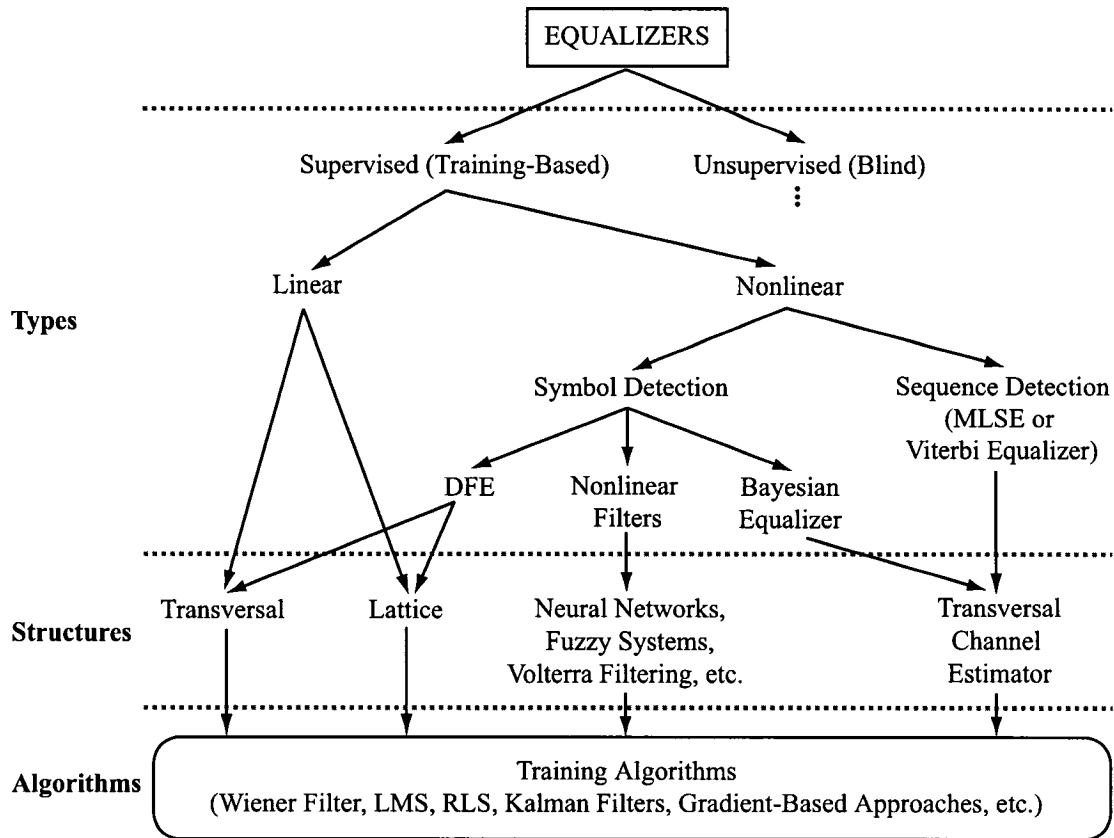 EQUALIZERS
Supervised (Training-Based)
Unsupervised (Blind)
Linear
Nonlinear
Types
Symbol Detection
Sequence Detection
(MLSE or
Viterbi Equalizer)
DFE
Nonlinear
Filters
Bayesian
Equalizer
Structures
Transversal
Lattice
Neural Networks,
Fuzzy Systems,
Volterra Filtering, etc.
Transversal
Channel
Estimator
Algorithms
Training Algorithms
(Wiener Filter, LMS, RLS, Kalman Filters, Gradient-Based Approaches, etc.)